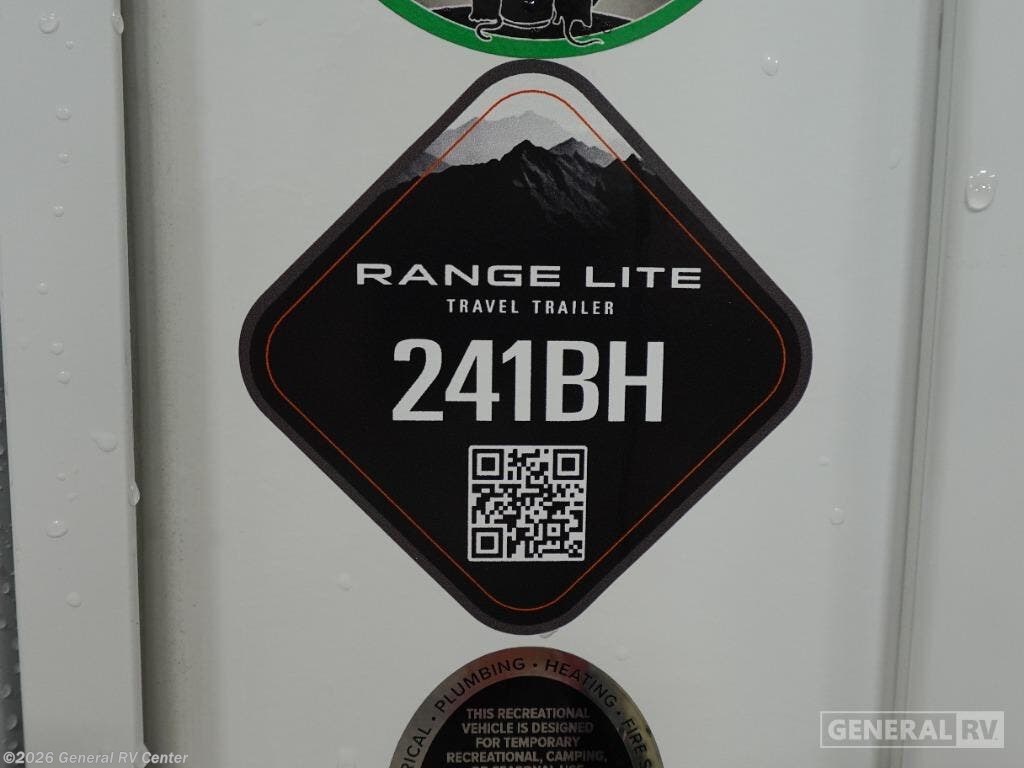 RANGE LITE
TRAVEL TRAILER
241BH
PLUMBING • HEATING • FIRE
THIS RECREATIONAL
VEHICLE IS DESIGNED
FOR TEMPORARY
RECREATIONAL, CAMPING,
GENERAL RV
©2026 General RV Center